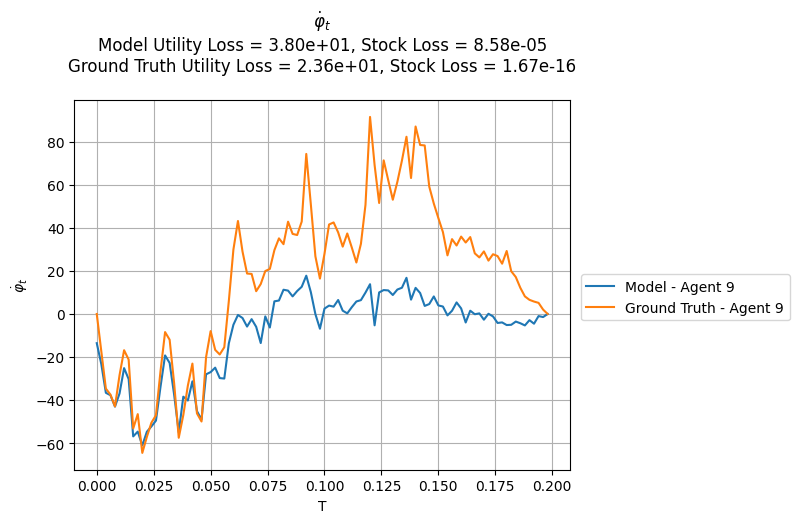 φ̇ₜ
Model Utility Loss = 3.80e+01, Stock Loss = 8.58e-05
Ground Truth Utility Loss = 2.36e+01, Stock Loss = 1.67e-16
80
60
40
20
0
−20
−40
−60
φ̇ₜ
0.000 0.025 0.050 0.075 0.100 0.125 0.150 0.175 0.200
T
Model - Agent 9
Ground Truth - Agent 9